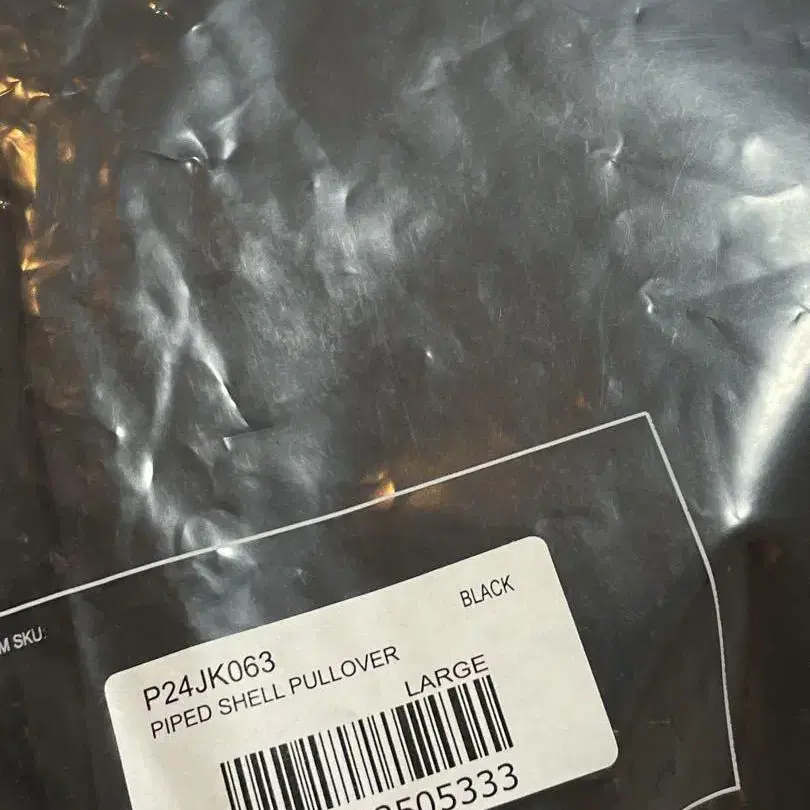 SKU:
BLACK
P24JK063
PIPED SHELL PULLOVER
LARGE
505333